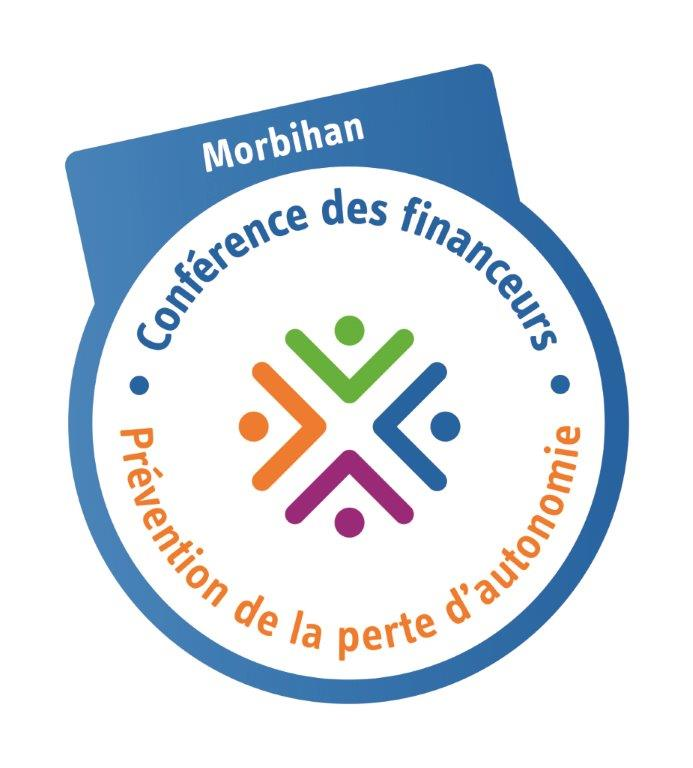 Morbihan
Conférence des financeurs
Prévention de la perte d'autonomie